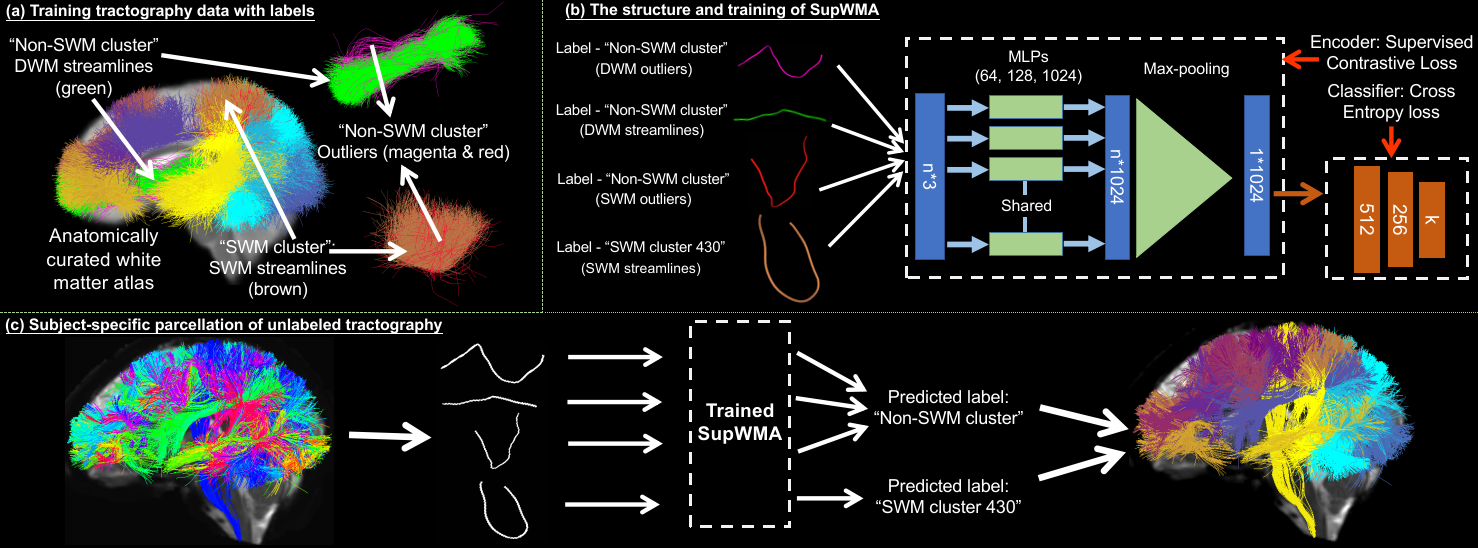 (a) Training tractography data with labels
“Non-SWM cluster”
DWM streamlines
(green)
“Non-SWM cluster”
Outliers (magenta & red)
Anatomically
curated white
matter atlas
“SWM cluster”:
SWM streamlines
(brown)
(b) The structure and training of SupWMA
Label - “Non-SWM cluster”
(DWM outliers)
Label - “Non-SWM cluster”
(DWM streamlines)
Label - “Non-SWM cluster”
(SWM outliers)
Label - “SWM cluster 430”
(SWM streamlines)
n*3
MLPs
(64, 128, 1024)
Shared
n*1024
Max-pooling
1*1024
Encoder: Supervised
Contrastive Loss
Classifier: Cross
Entropy loss
512
256
k
(c) Subject-specific parcellation of unlabeled tractography
Trained
SupWMA
Predicted label:
“Non-SWM cluster”
Predicted label:
“SWM cluster 430”